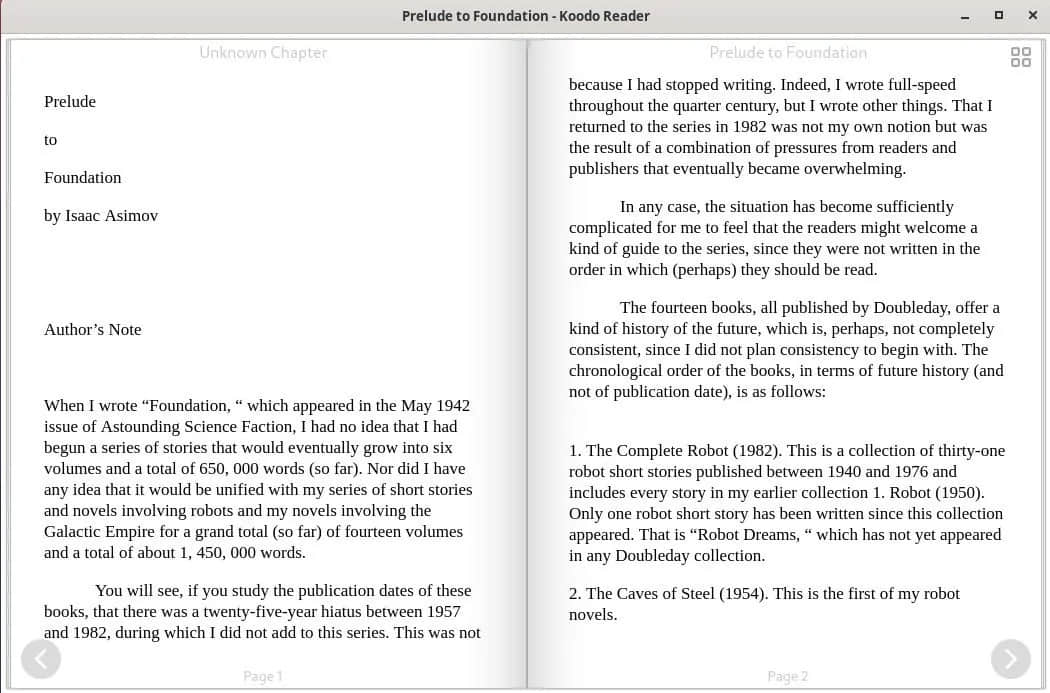 Prelude to Foundation - Koodo Reader
Unknown Chapter
Prelude
to
Foundation
by Isaac Asimov
Author’s Note
When I wrote “Foundation, “ which appeared in the May 1942
issue of Astounding Science Faction, I had no idea that I had
begun a series of stories that would eventually grow into six
volumes and a total of 650, 000 words (so far). Nor did I have
any idea that it would be unified with my series of short stories
and novels involving robots and my novels involving the
Galactic Empire for a grand total (so far) of fourteen volumes
and a total of about 1, 450, 000 words.
You will see, if you study the publication dates of these
books, that there was a twenty-five-year hiatus between 1957
and 1982, during which I did not add to this series. This was not
Page 1
Prelude to Foundation
because I had stopped writing. Indeed, I wrote full-speed
throughout the quarter century, but I wrote other things. That I
returned to the series in 1982 was not my own notion but was
the result of a combination of pressures from readers and
publishers that eventually became overwhelming.
In any case, the situation has become sufficiently
complicated for me to feel that the readers might welcome a
kind of guide to the series, since they were not written in the
order in which (perhaps) they should be read.
The fourteen books, all published by Doubleday, offer a
kind of history of the future, which is, perhaps, not completely
consistent, since I did not plan consistency to begin with. The
chronological order of the books, in terms of future history (and
not of publication date), is as follows:
1. The Complete Robot (1982). This is a collection of thirty-one
robot short stories published between 1940 and 1976 and
includes every story in my earlier collection 1. Robot (1950).
Only one robot short story has been written since this collection
appeared. That is “Robot Dreams, “ which has not yet appeared
in any Doubleday collection.
2. The Caves of Steel (1954). This is the first of my robot
novels.
Page 2